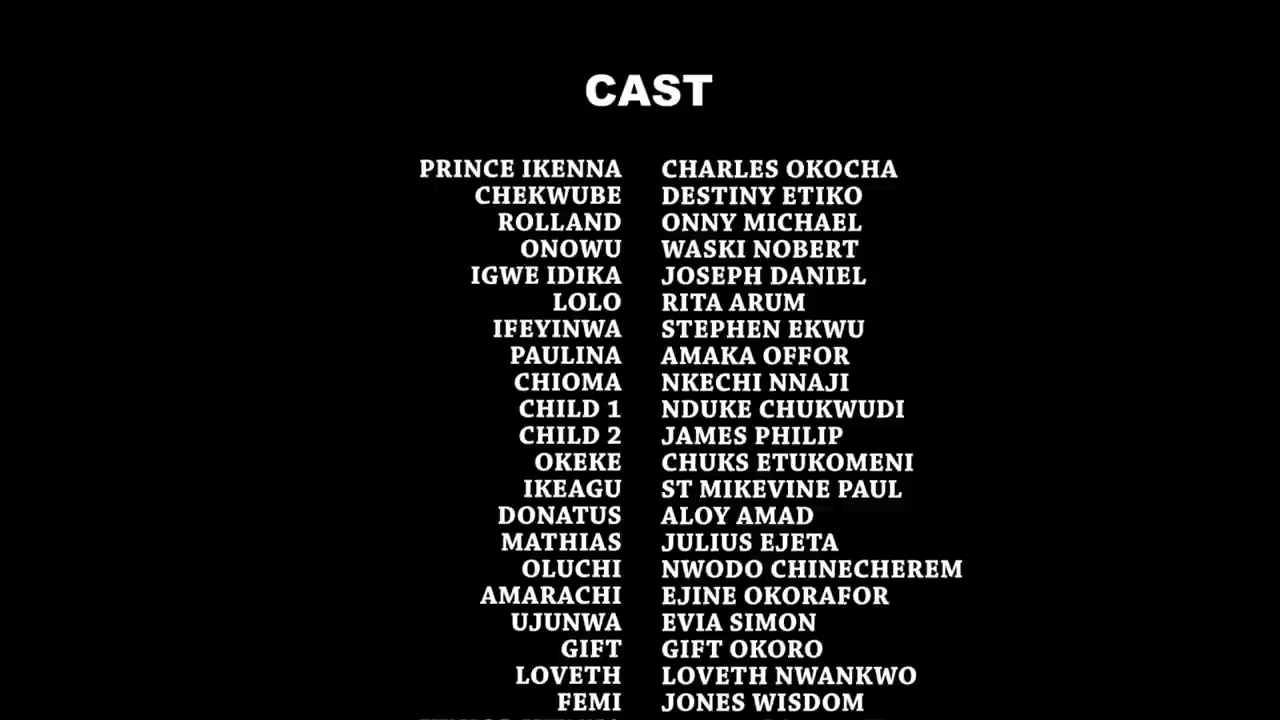 CAST
PRINCE IKENNA CHARLES OKOCHA
CHEKWUBE DESTINY ETIKO
ROLLAND ONNY MICHAEL
ONOWU WASKI NOBERT
IGWE IDIKA JOSEPH DANIEL
LOLO RITA ARUM
IFEYINWA STEPHEN EKWU
PAULINA AMAKA OFFOR
CHIOMA NKECHI NNAJI
CHILD 1 NDUKE CHUKWUDI
CHILD 2 JAMES PHILIP
OKEKE CHUKS ETUKOMENI
IKEAGU ST MIKEVINE PAUL
DONATUS ALOY AMAD
MATHIAS JULIUS EJETA
OLUCHI NWODO CHINECHEREM
AMARACHI EJINE OKORAFOR
UJUNWA EVIA SIMON
GIFT GIFT OKORO
LOVETH LOVETH NWANKWO
FEMI JONES WISDOM